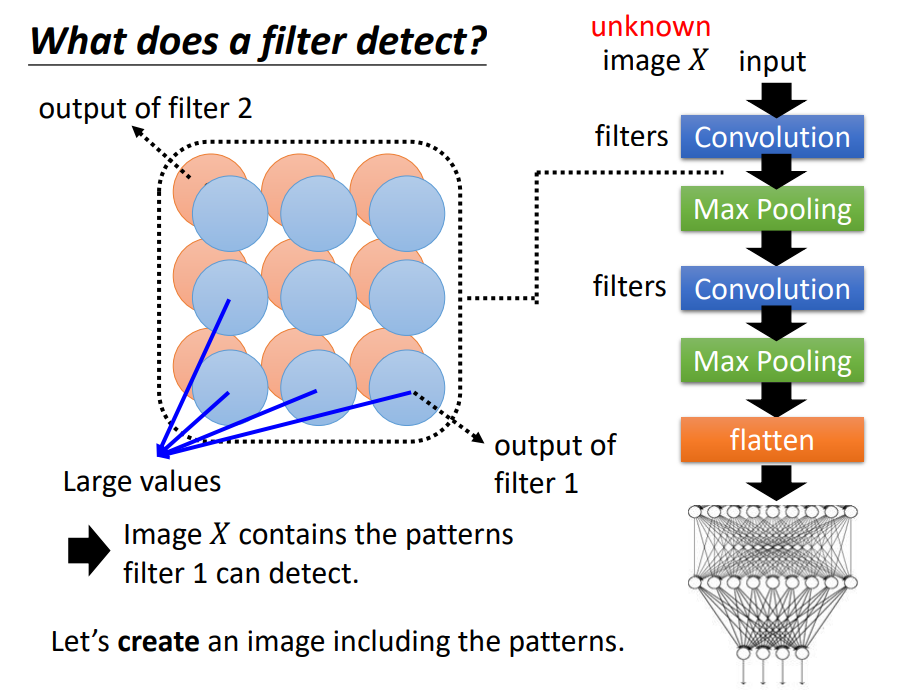 What does a filter detect?
unknown
image X input
output of filter 2
filters Convolution
Max Pooling
filters Convolution
Max Pooling
flatten
output of
filter 1
Large values
Image X contains the patterns
filter 1 can detect.
Let's create an image including the patterns.